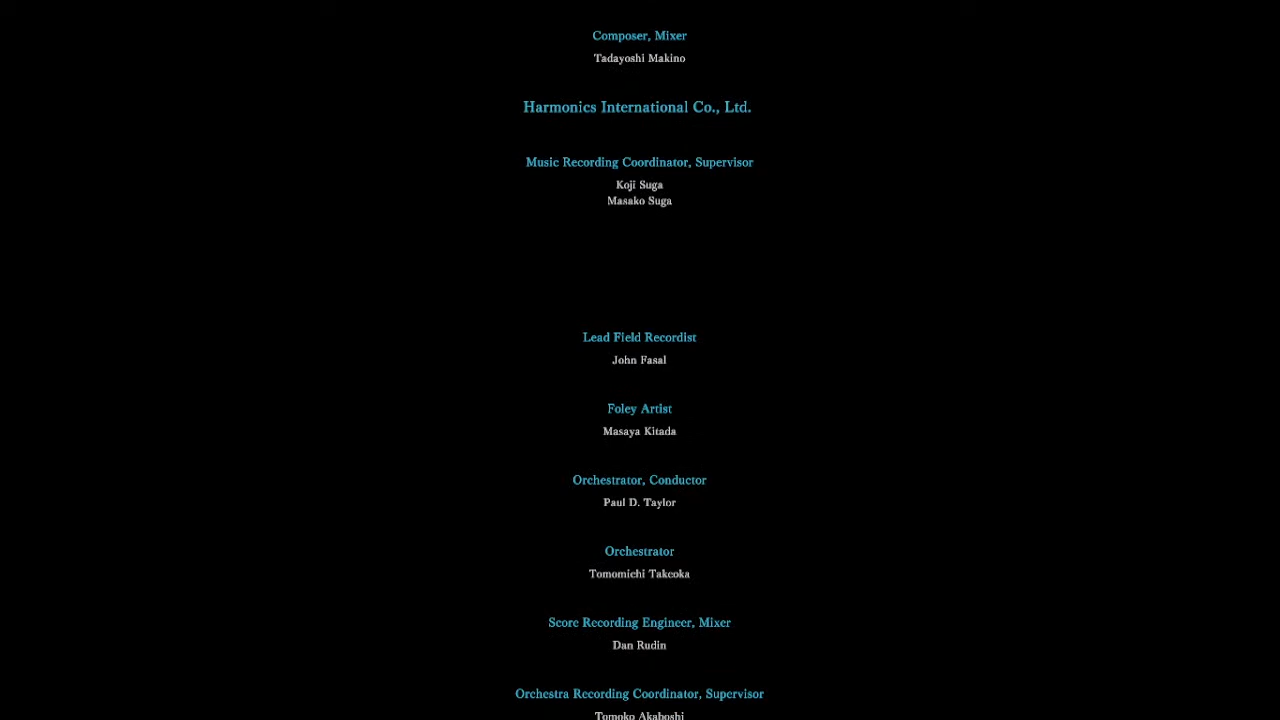 Composer, Mixer
Tadayoshi Makino
Harmonics International Co., Ltd.
Music Recording Coordinator, Supervisor
Koji Suga
Masako Suga
Lead Field Recordist
John Fasal
Foley Artist
Masaya Kitada
Orchestrator, Conductor
Paul D. Taylor
Orchestrator
Tomomichi Takeoka
Score Recording Engineer, Mixer
Dan Rudin
Orchestra Recording Coordinator, Supervisor
Tomoko Akaboshi